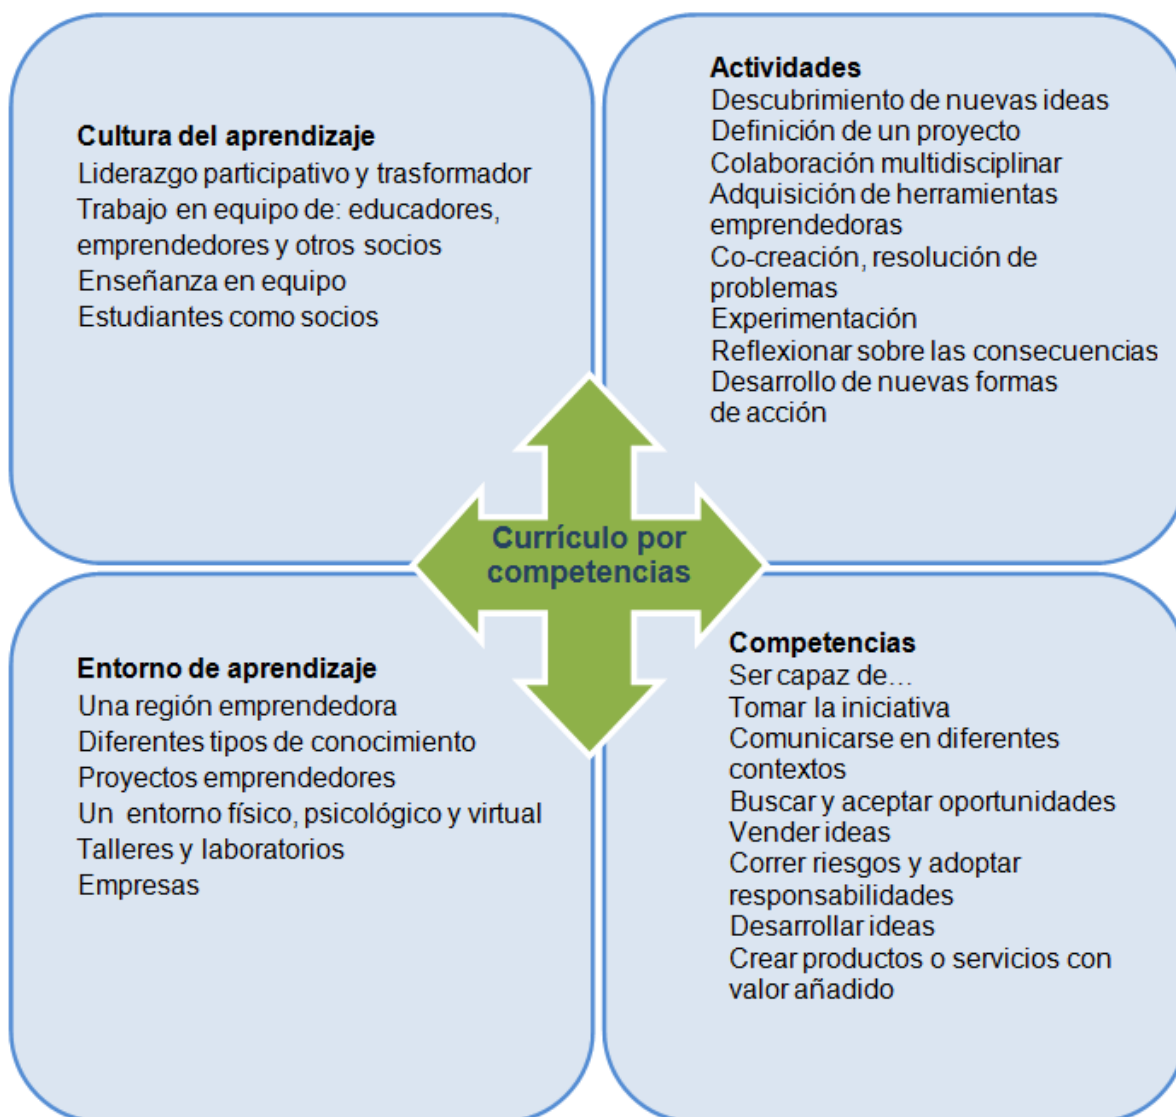 Cultura del aprendizaje
Liderazgo participativo y trasformador
Trabajo en equipo de: educadores,
emprendedores y otros socios
Enseñanza en equipo
Estudiantes como socios
Actividades
Descubrimiento de nuevas ideas
Definición de un proyecto
Colaboración multidisciplinar
Adquisición de herramientas
emprendedoras
Co-creación, resolución de
problemas
Experimentación
Reflexionar sobre las consecuencias
Desarrollo de nuevas formas
de acción
Currículo por
competencias
Entorno de aprendizaje
Una región emprendedora
Diferentes tipos de conocimiento
Proyectos emprendedores
Un entorno físico, psicológico y virtual
Talleres y laboratorios
Empresas
Competencias
Ser capaz de…
Tomar la iniciativa
Comunicarse en diferentes
contextos
Buscar y aceptar oportunidades
Vender ideas
Correr riesgos y adoptar
responsabilidades
Desarrollar ideas
Crear productos o servicios con
valor añadido